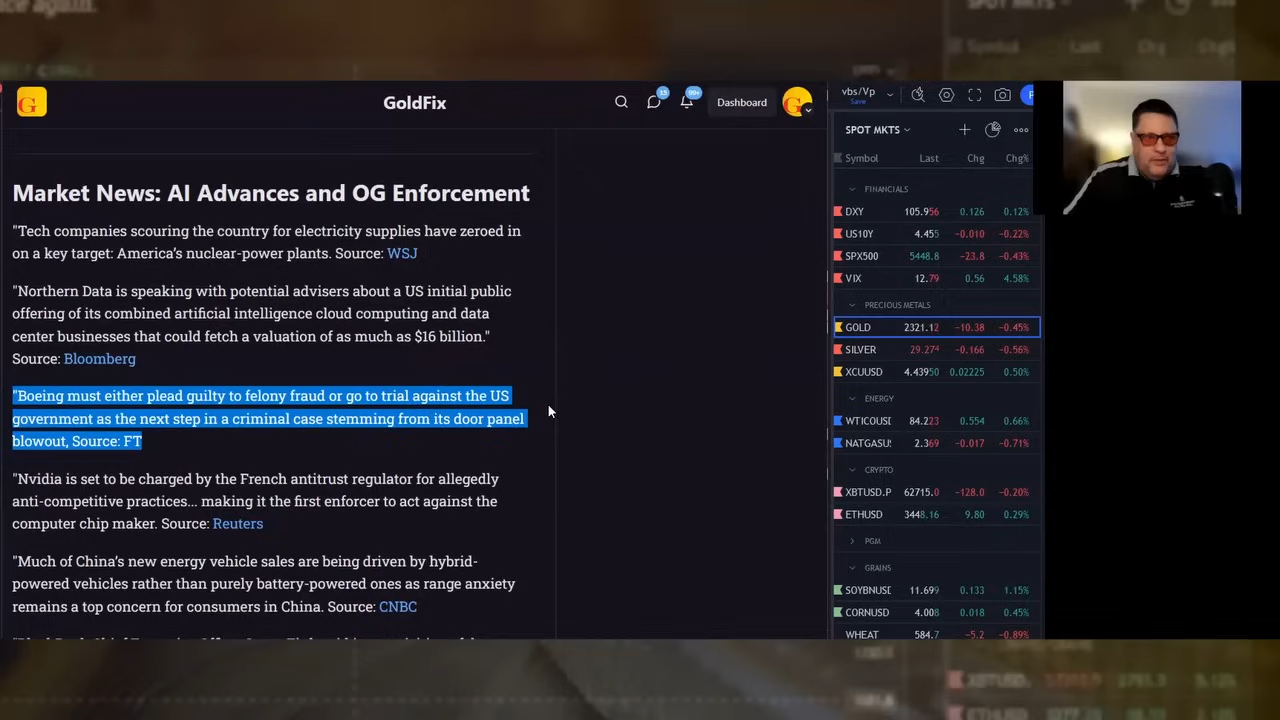 ce again.
SPOT MKTS
Symbol Last Chg Chg%
G
GoldFix
15
99+
Dashboard
G
Market News: AI Advances and OG Enforcement
"Tech companies scouring the country for electricity supplies have zeroed in
on a key target: America's nuclear-power plants. Source: WSJ
"Northern Data is speaking with potential advisers about a US initial public
offering of its combined artificial intelligence cloud computing and data
center businesses that could fetch a valuation of as much as $16 billion."
Source: Bloomberg
"Boeing must either plead guilty to felony fraud or go to trial against the US
government as the next step in a criminal case stemming from its door panel
blowout, Source: FT
"Nvidia is set to be charged by the French antitrust regulator for allegedly
anti-competitive practices... making it the first enforcer to act against the
computer chip maker. Source: Reuters
"Much of China's new energy vehicle sales are being driven by hybrid-
powered vehicles rather than purely battery-powered ones as range anxiety
remains a top concern for consumers in China. Source: CNBC
vbs/Vp
Save
SPOT MKTS
Symbol Last Chg Chg%
FINANCIALS
DXY 105.956 0.126 0.12%
US10Y 4.455 −0.010 −0.22%
SPX500 5448.8 −23.8 −0.43%
VIX 12.79 0.56 4.58%
PRECIOUS METALS
GOLD 2321.12 −10.38 −0.45%
SILVER 29.274 −0.166 −0.56%
XCUUSD 4.43950 0.02225 0.50%
ENERGY
WTICOUSI 84.223 0.554 0.66%
NATGASU: 2.369 −0.017 −0.71%
CRYPTO
XBTUSD.P 62715.0 −128.0 −0.20%
ETHUSD 3448.16 9.80 0.29%
PGM
GRAINS
SOYBNUSI 11.699 0.133 1.15%
CORNUSD 4.008 0.018 0.45%
WHEAT 584.7 −5.2 −0.89%